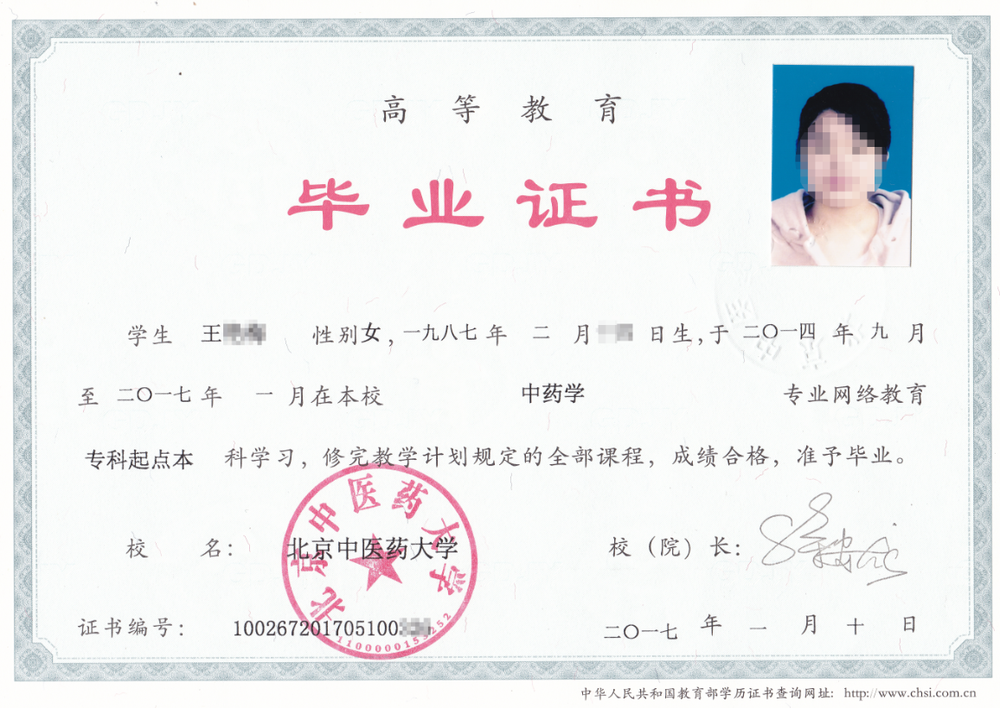 高等教育
毕业证书
学生 王 性别女，一九八七年 二 月 日生，于 二〇一四 年 九 月
至 二〇一七 年 一 月在本校 中药学 专业网络教育
专科起点本 科学习，修完教学计划规定的全部课程，成绩合格，准予毕业。
校 名： 北京中医药大学 校（院）长：
北京中医药大学
证书编号： 100267201705100 二〇一七 年 一 月 十 日
中华人民共和国教育部学历证书查询网址： http://www.chsi.com.cn